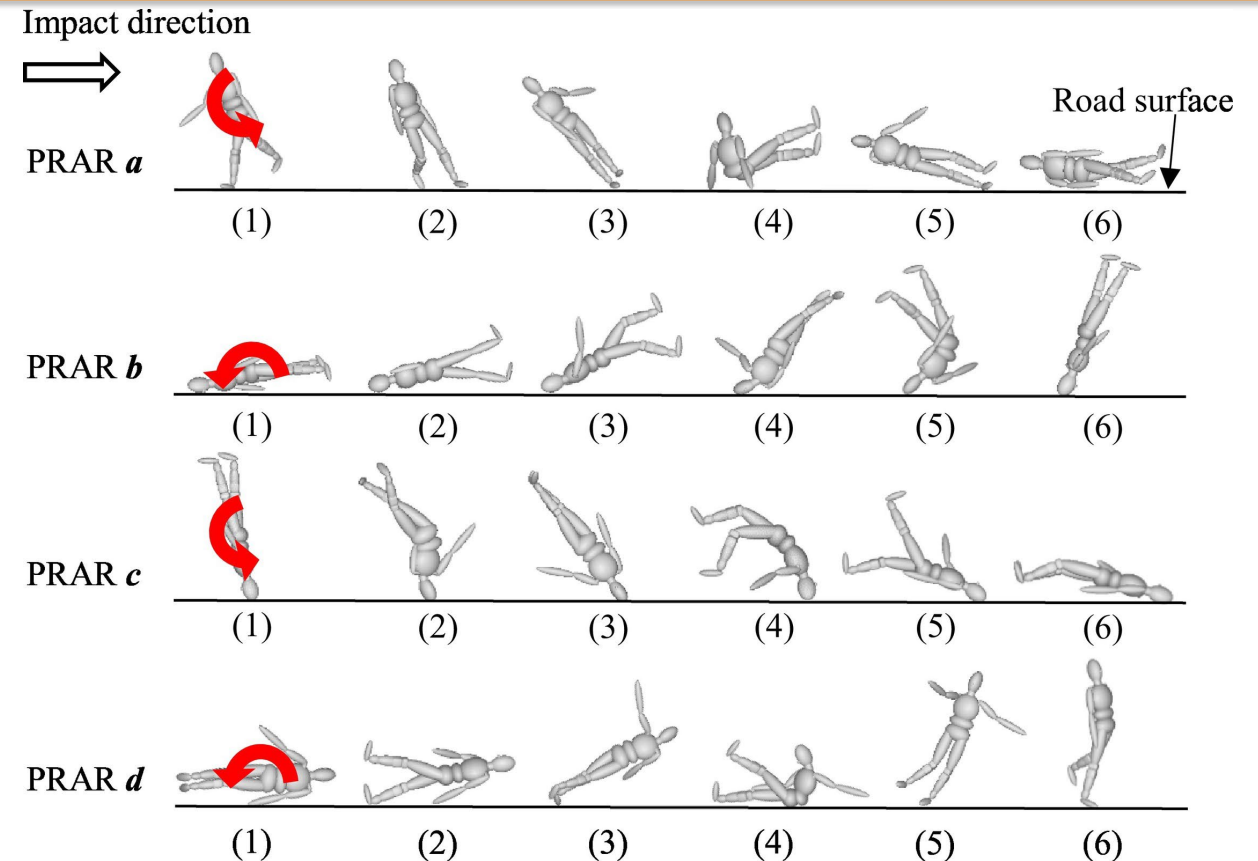 Impact direction
Road surface
PRAR a
(1) (2) (3) (4) (5) (6)
PRAR b
(1) (2) (3) (4) (5) (6)
PRAR c
(1) (2) (3) (4) (5) (6)
PRAR d
(1) (2) (3) (4) (5) (6)